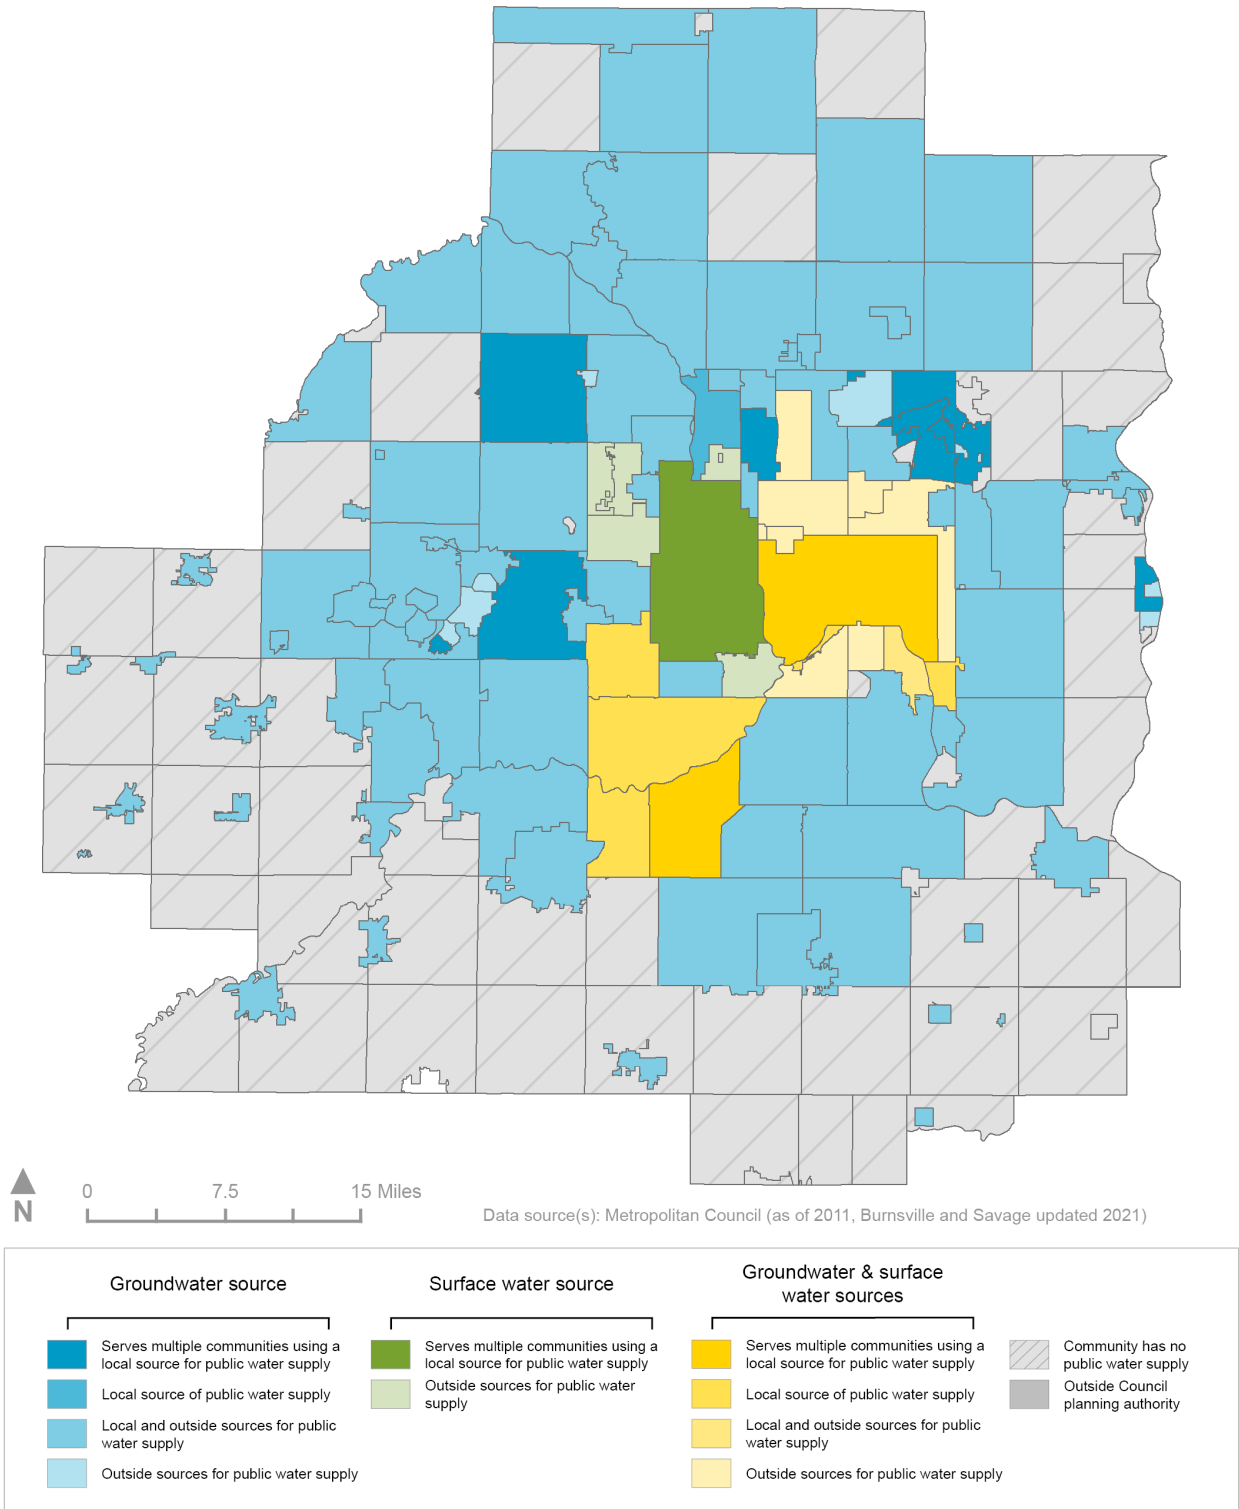 0 7.5 15 Miles
N
Data source(s): Metropolitan Council (as of 2011, Burnsville and Savage updated 2021)
Groundwater source
Serves multiple communities using a
local source for public water supply
Local source of public water supply
Local and outside sources for public
water supply
Outside sources for public water supply
Surface water source
Serves multiple communities using a
local source for public water supply
Outside sources for public water
supply
Groundwater & surface
water sources
Serves multiple communities using a
local source for public water supply
Local source of public water supply
Local and outside sources for public
water supply
Outside sources for public water supply
Community has no
public water supply
Outside Council
planning authority